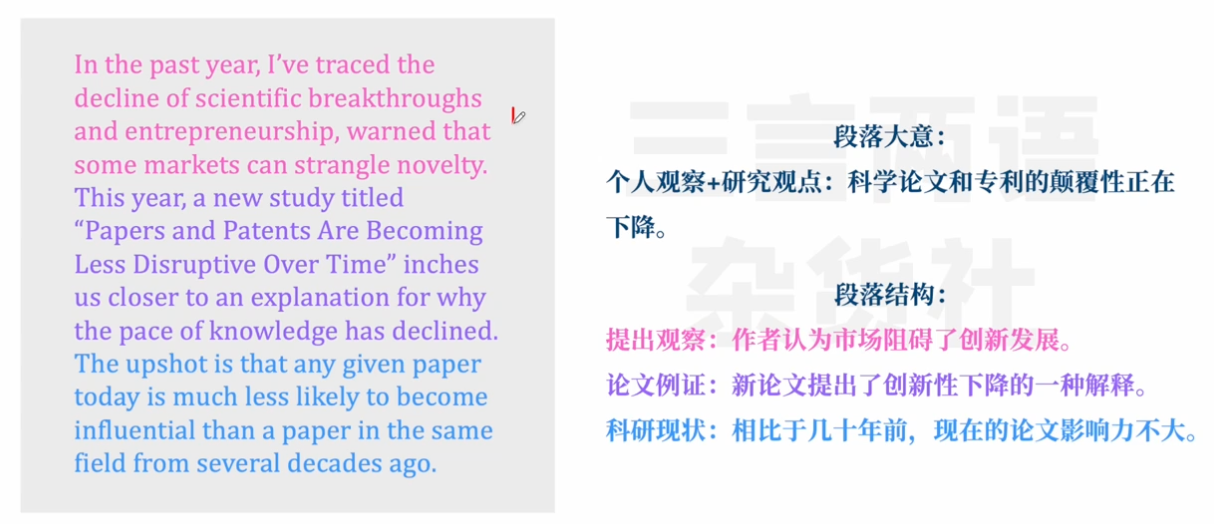 In the past year, I’ve traced the
decline of scientific breakthroughs
and entrepreneurship, warned that
some markets can strangle novelty.
This year, a new study titled
“Papers and Patents Are Becoming
Less Disruptive Over Time” inches
us closer to an explanation for why
the pace of knowledge has declined.
The upshot is that any given paper
today is much less likely to become
influential than a paper in the same
field from several decades ago.
三言两语
杂货社
段落大意：
个人观察+研究观点：科学论文和专利的颠覆性正在
下降。
段落结构：
提出观察：作者认为市场阻碍了创新发展。
论文例证：新论文提出了创新性下降的一种解释。
科研现状：相比于几十年前，现在的论文影响力不大。